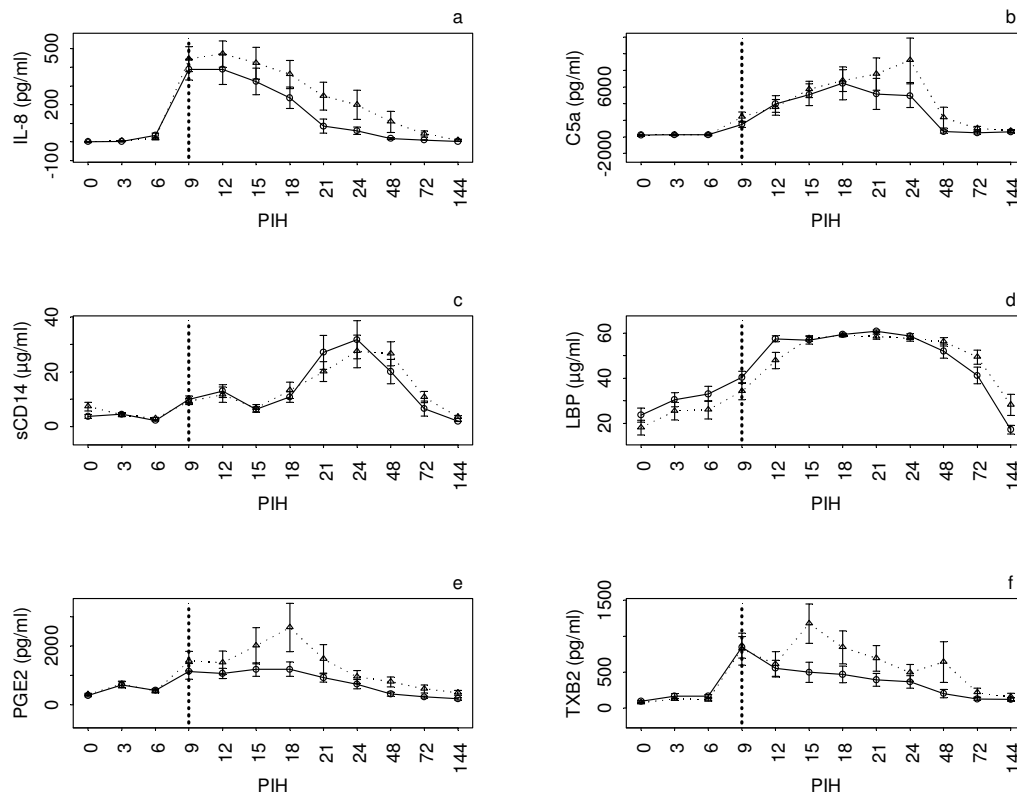 a
IL-8 (pg/ml)
-100 200 500
0 3 6 9 12 15 18 21 24 48 72 144
PIH
b
C5a (pg/ml)
-2000 6000
0 3 6 9 12 15 18 21 24 48 72 144
PIH
c
sCD14 (µg/ml)
0 20 40
0 3 6 9 12 15 18 21 24 48 72 144
PIH
d
LBP (µg/ml)
20 40 60
0 3 6 9 12 15 18 21 24 48 72 144
PIH
e
PGE2 (pg/ml)
0 2000
0 3 6 9 12 15 18 21 24 48 72 144
PIH
f
TXB2 (pg/ml)
0 500 1500
0 3 6 9 12 15 18 21 24 48 72 144
PIH